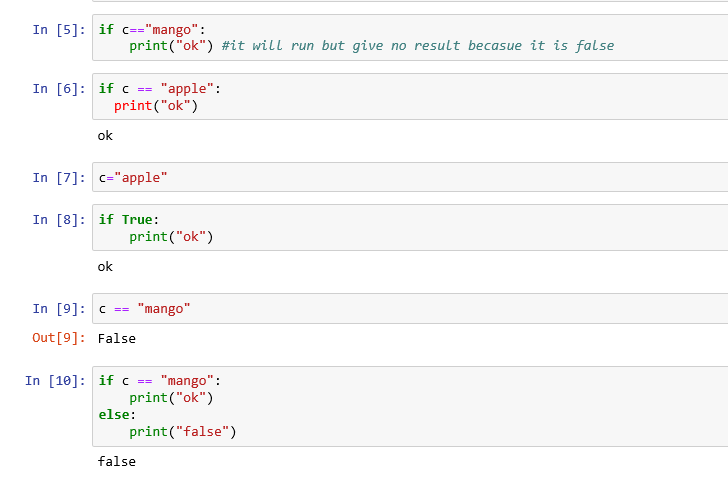 In [5]: if c=="mango":
print("ok") #it will run but give no result becasue it is false
In [6]: if c == "apple":
print("ok")
ok
In [7]: c="apple"
In [8]: if True:
print("ok")
ok
In [9]: c == "mango"
Out[9]: False
In [10]: if c == "mango":
print("ok")
else:
print("false")
false